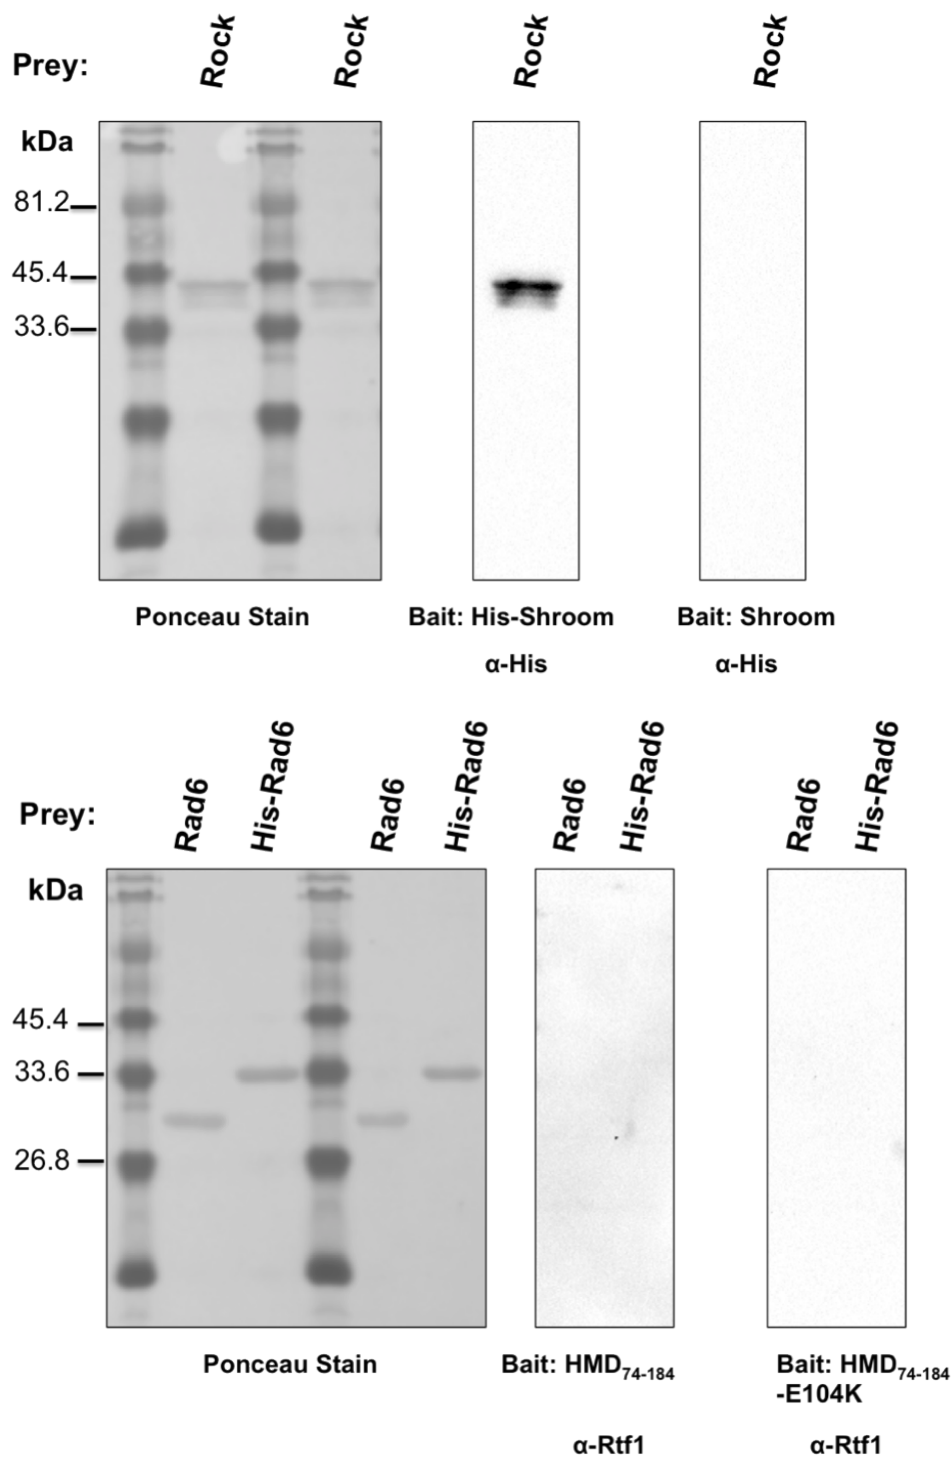 Prey: Rock Rock Rock Rock
kDa
81.2
45.4
33.6
Ponceau Stain Bait: His-Shroom Bait: Shroom
α-His α-His
Prey: Rad6 His-Rad6 Rad6 His-Rad6 Rad6 His-Rad6 Rad6 His-Rad6
kDa
45.4
33.6
26.8
Ponceau Stain Bait: HMD74-184 Bait: HMD74-184
-E104K
α-Rtf1 α-Rtf1